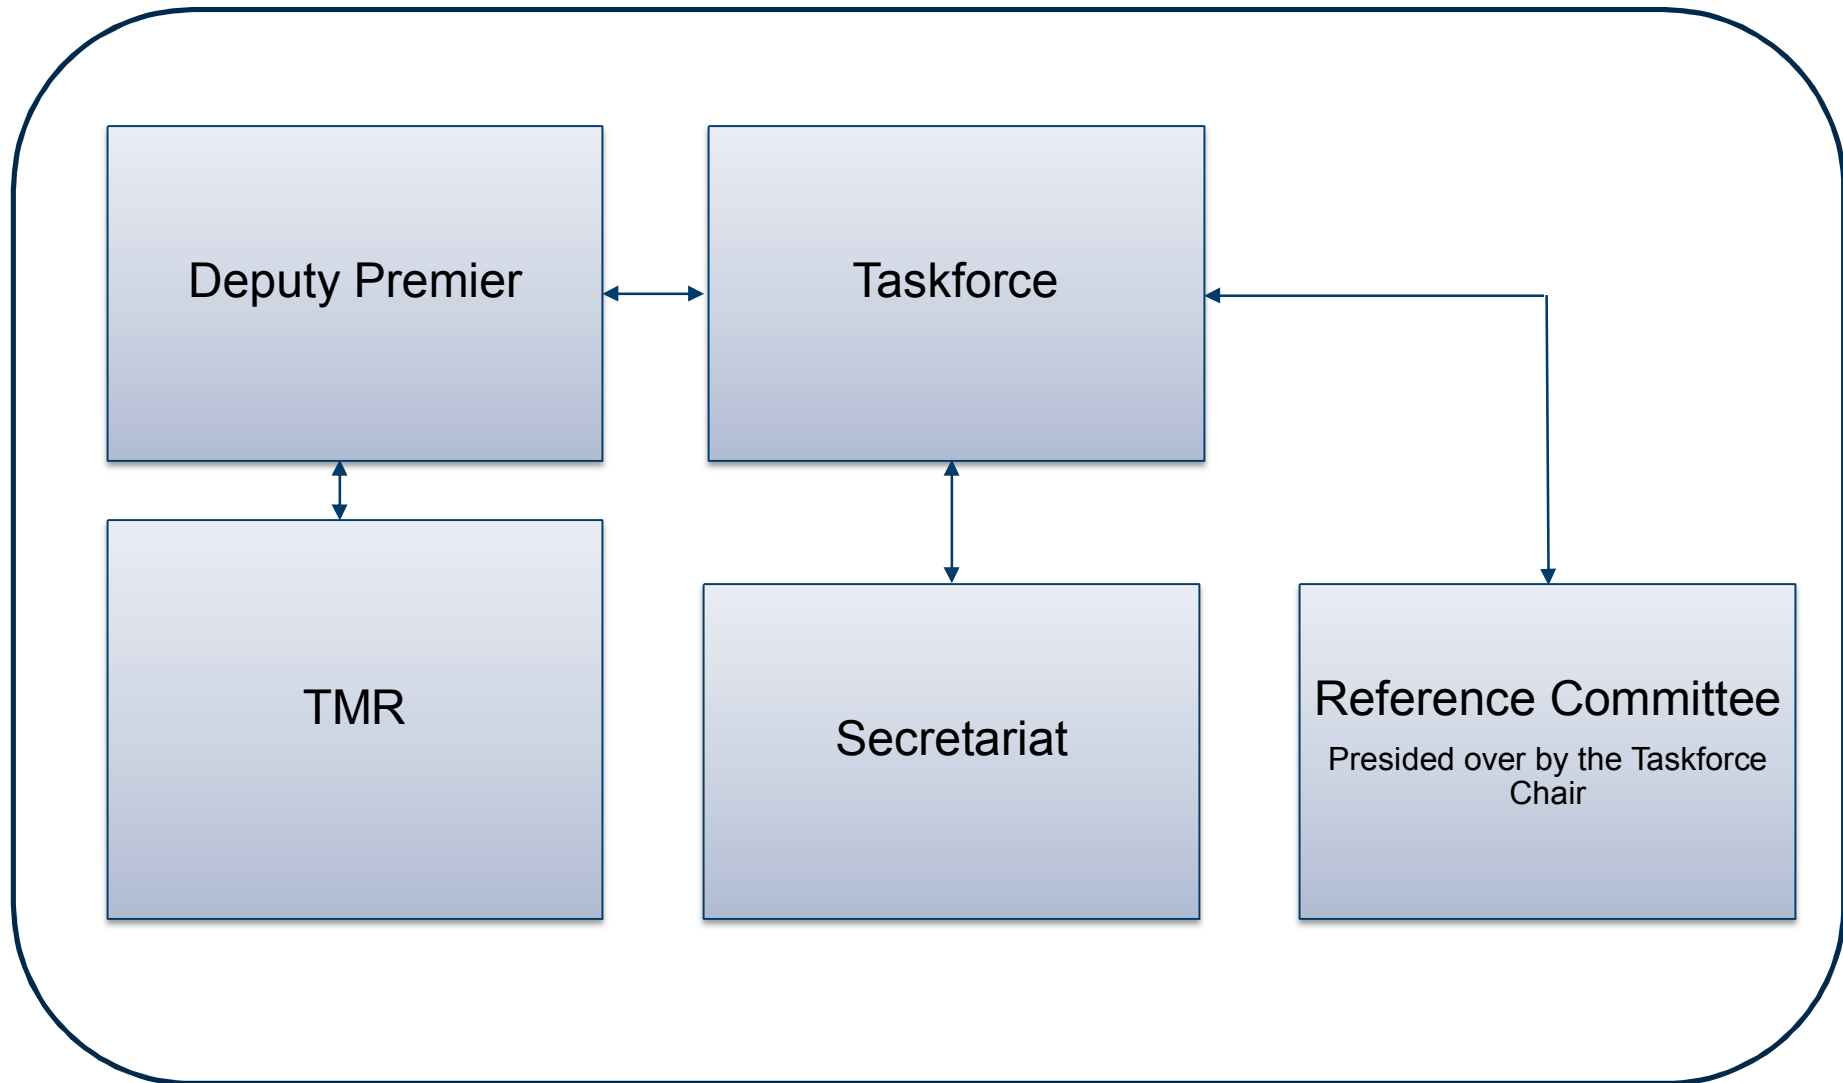 Deputy Premier
Taskforce
TMR
Secretariat
Reference Committee
Presided over by the Taskforce
Chair